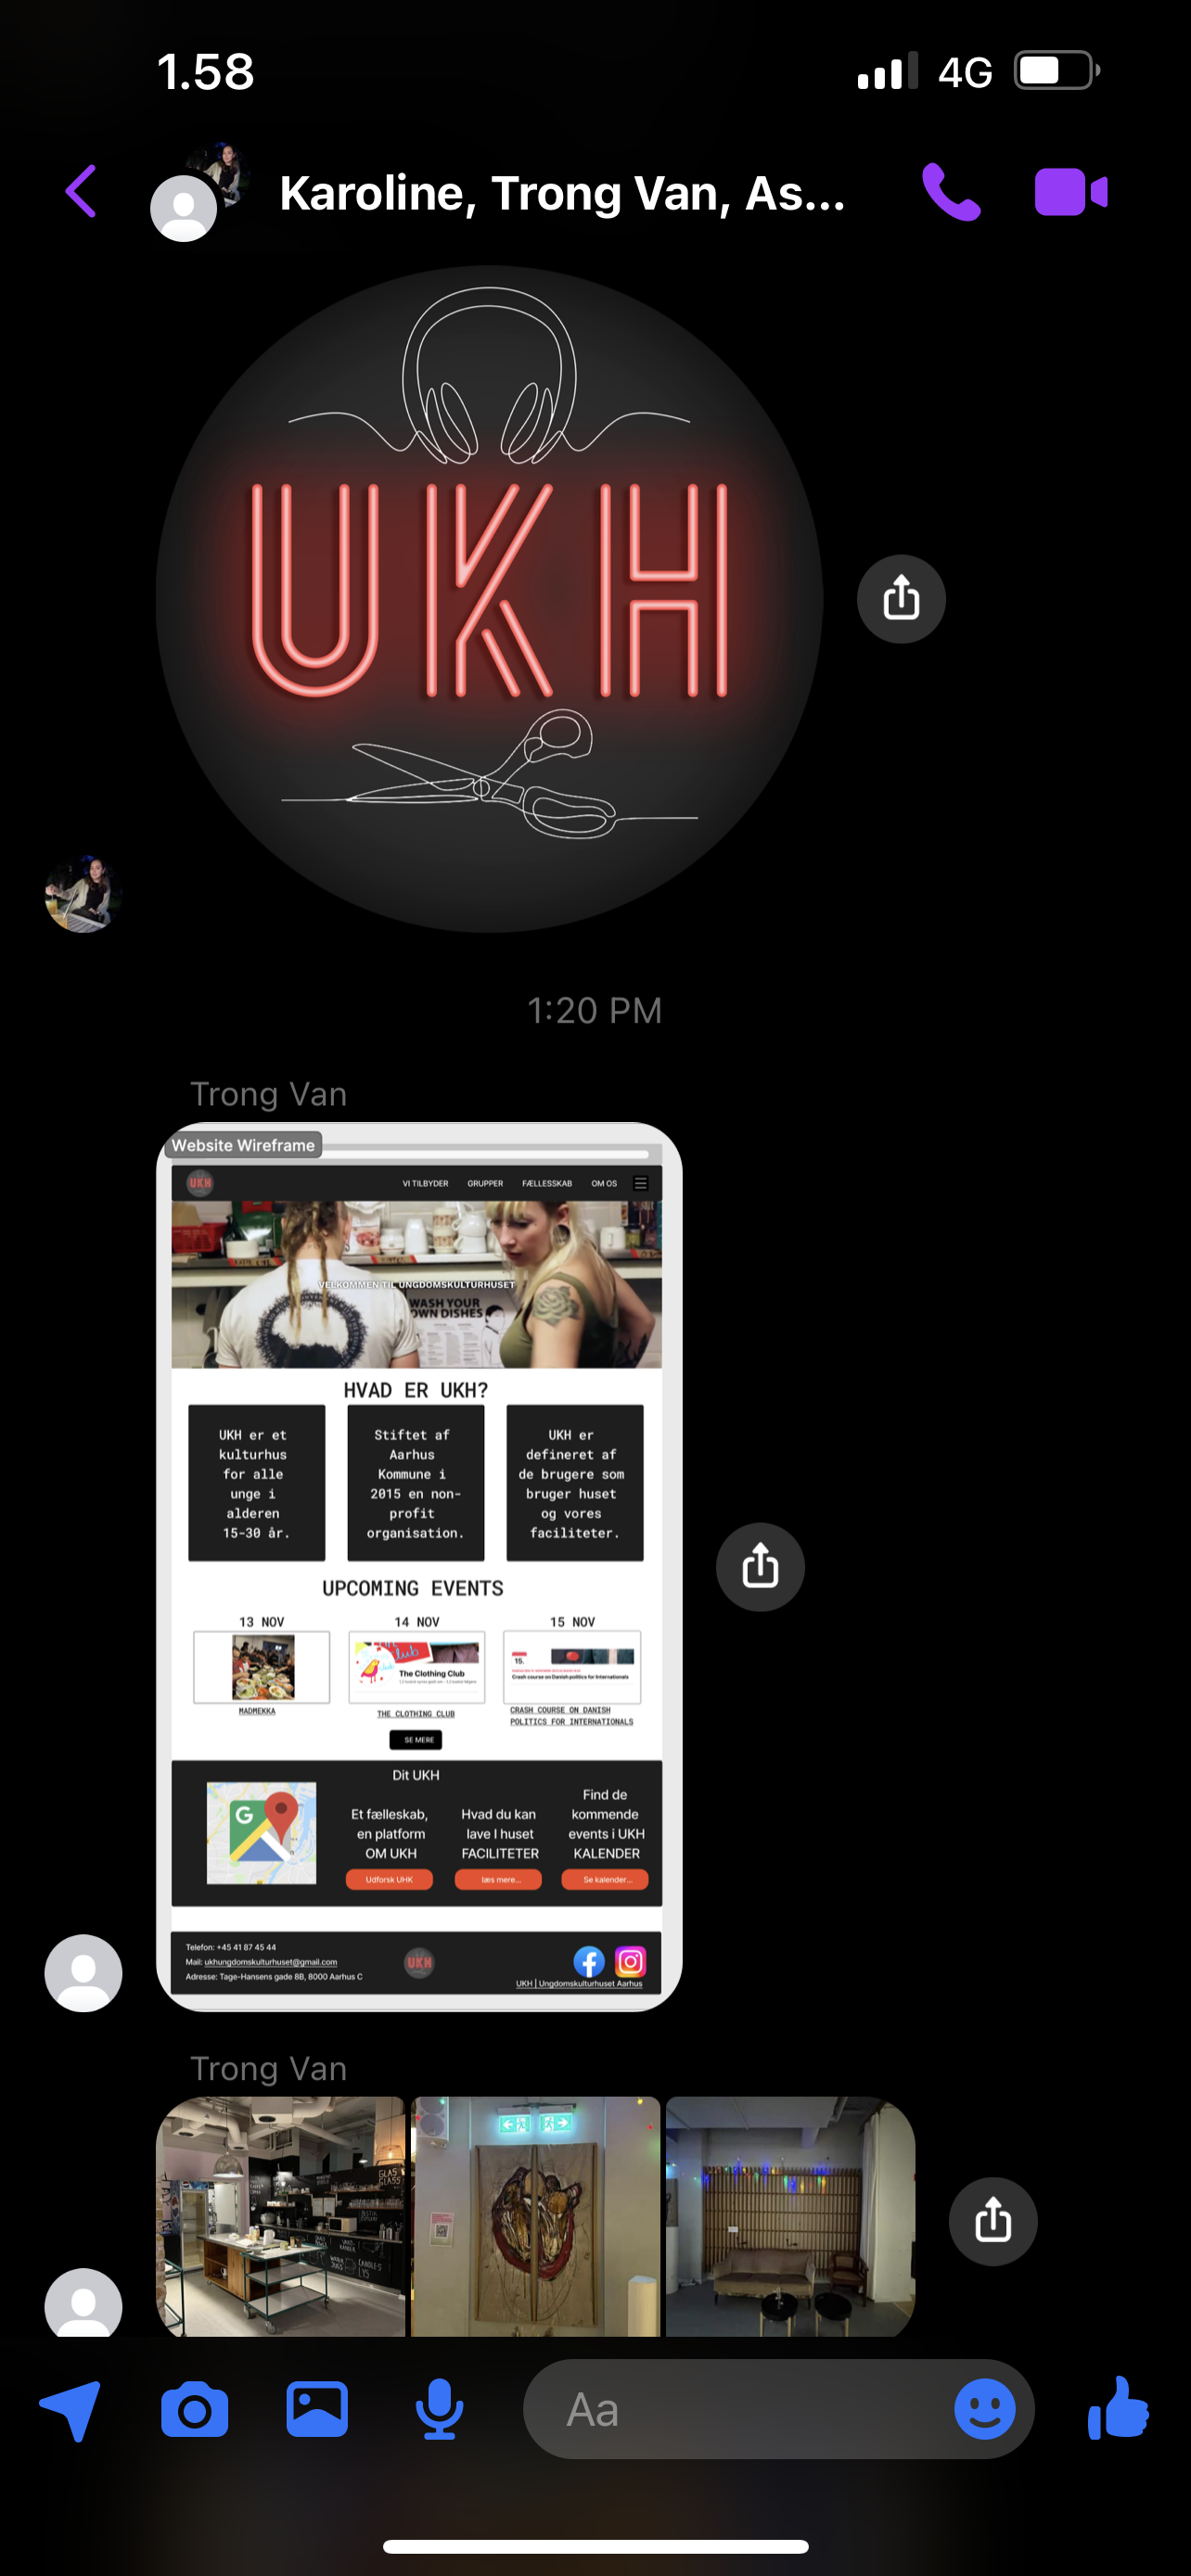 1.58
4G
Karoline, Trong Van, As...
UKH
1:20 PM
Trong Van
Website Wireframe
UKH
VI TILBYDER GRUPPER FÆLLESSKAB OM OS
VELKOMMEN TIL UNGDOMSKULTURHUSET
WASH YOUR
OWN DISHES
HVAD ER UKH?
UKH er et
kulturhus
for alle
unge i
alderen
15-30 år.
Stiftet af
Aarhus
Kommune i
2015 en non-
profit
organisation.
UKH er
defineret af
de brugere som
bruger huset
og vores
faciliteter.
UPCOMING EVENTS
13 NOV
14 NOV
15 NOV
The Clothing Club
15.
Crash course on Danish politics for Internationals
MADMEKKA
THE CLOTHING CLUB
CRASH COURSE ON DANISH
POLITICS FOR INTERNATIONALS
SE MERE
Dit UKH
G
Et fælleskab,
en platform
OM UKH
Udforsk UHK
Hvad du kan
lave I huset
FACILITETER
læs mere...
Find de
kommende
events i UKH
KALENDER
Se kalender...
Telefon: +45 41 87 45 44
Mail: ukhungdomskulturhuset@gmail.com
Adresse: Tage-Hansens gade 8B, 8000 Aarhus C
UKH
UKH | Ungdomskulturhuset Aarhus
Trong Van
GLAS
GLASS
Aa